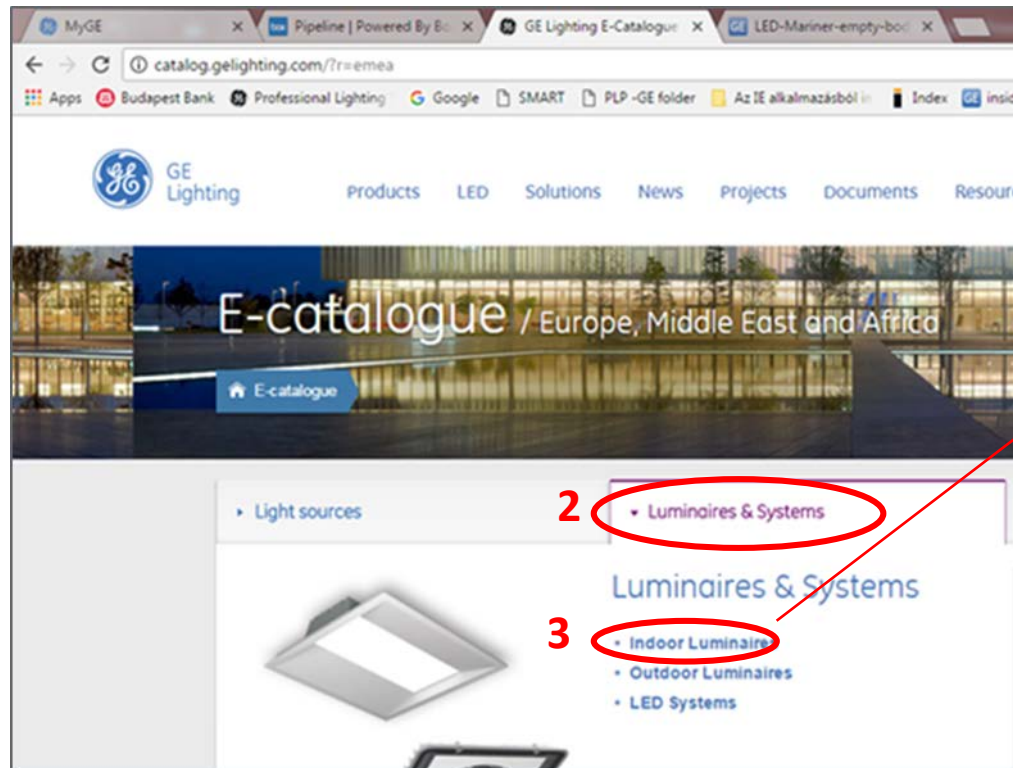 MyGE
Pipeline | Powered By Bo
GE Lighting E-Catalogue
LED-Mariner-empty-bod
catalog.gelighting.com/?r=emea
Apps Budapest Bank Professional Lighting Google SMART PLP -GE folder Az IE alkalmazásból in Index insid
GE
Lighting
Products LED Solutions News Projects Documents Resour
E-catalogue / Europe, Middle East and Africa
E-catalogue
Light sources
2 Luminaires & Systems
Luminaires & Systems
3 • Indoor Luminaires
• Outdoor Luminaires
• LED Systems